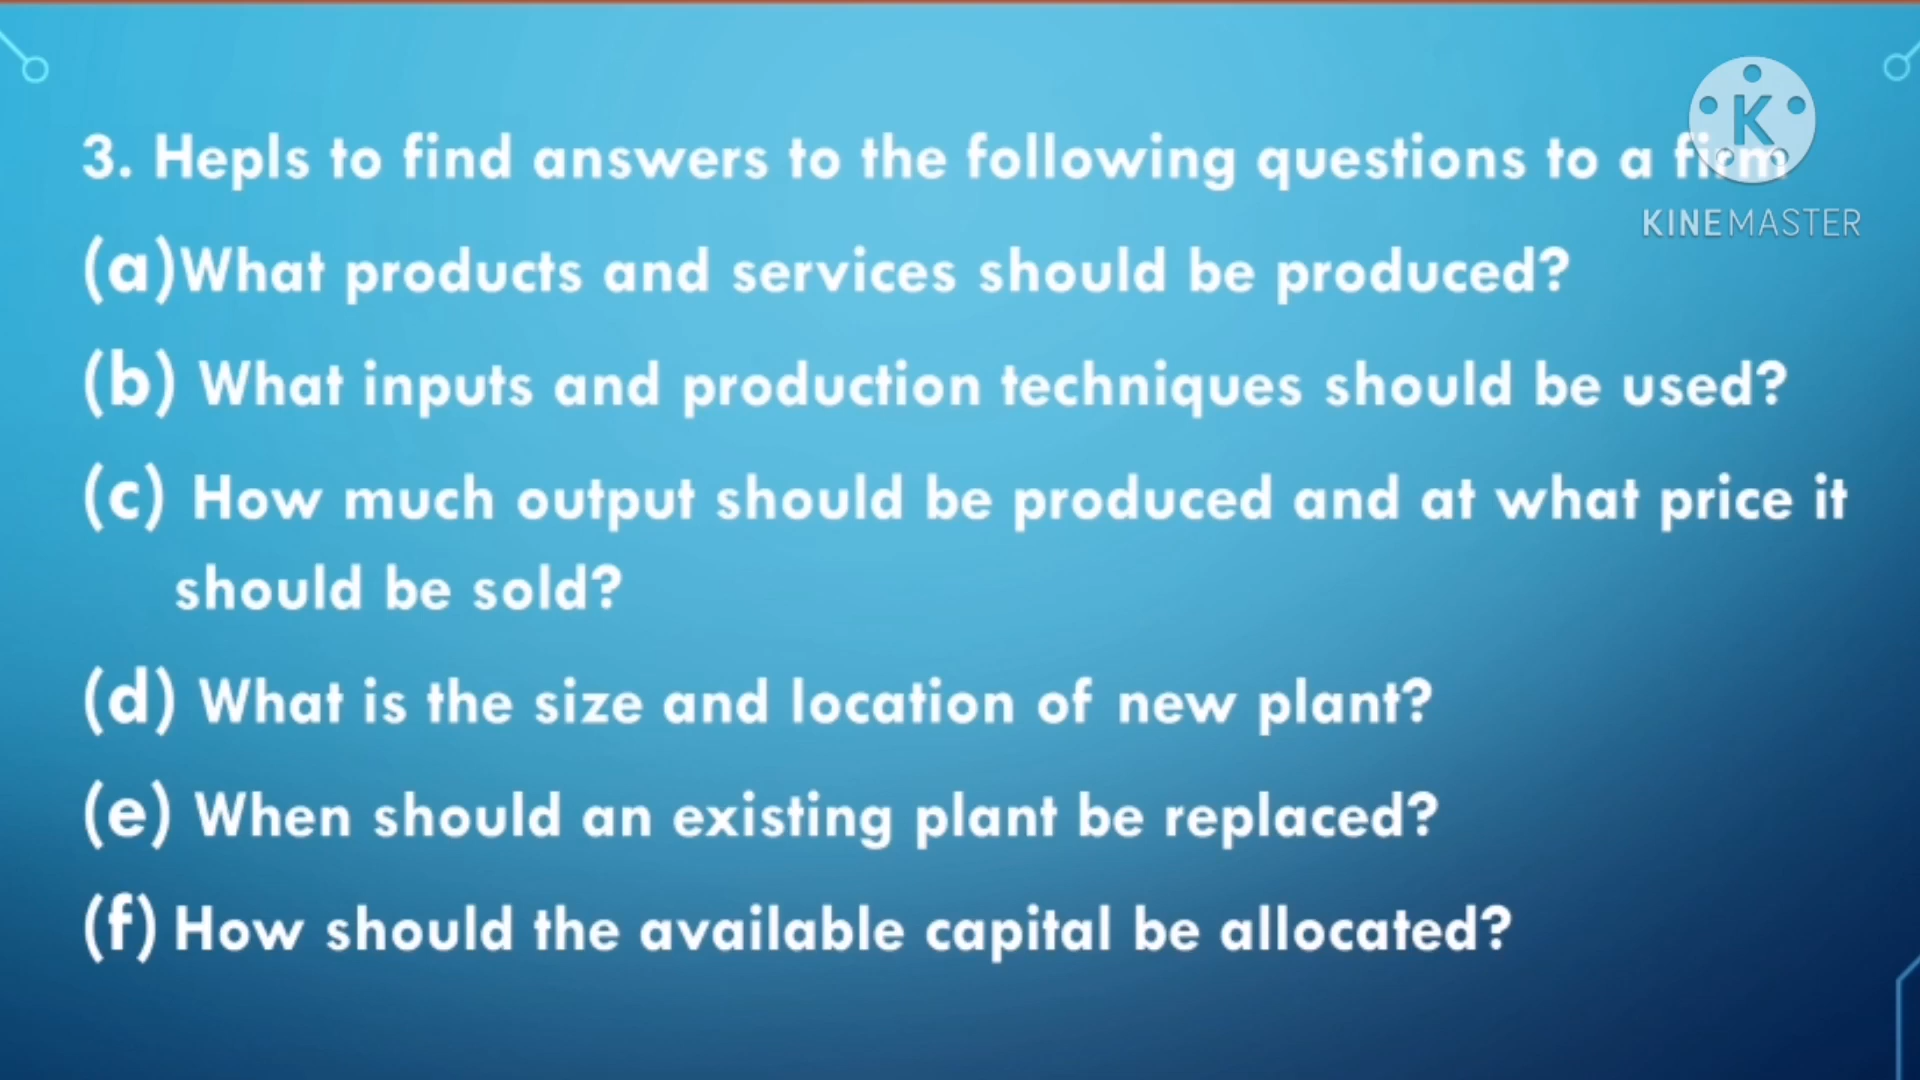 3. Hepls to find answers to the following questions to a firm
KINEMASTER
(a)What products and services should be produced?
(b) What inputs and production techniques should be used?
(c) How much output should be produced and at what price it
should be sold?
(d) What is the size and location of new plant?
(e) When should an existing plant be replaced?
(f) How should the available capital be allocated?